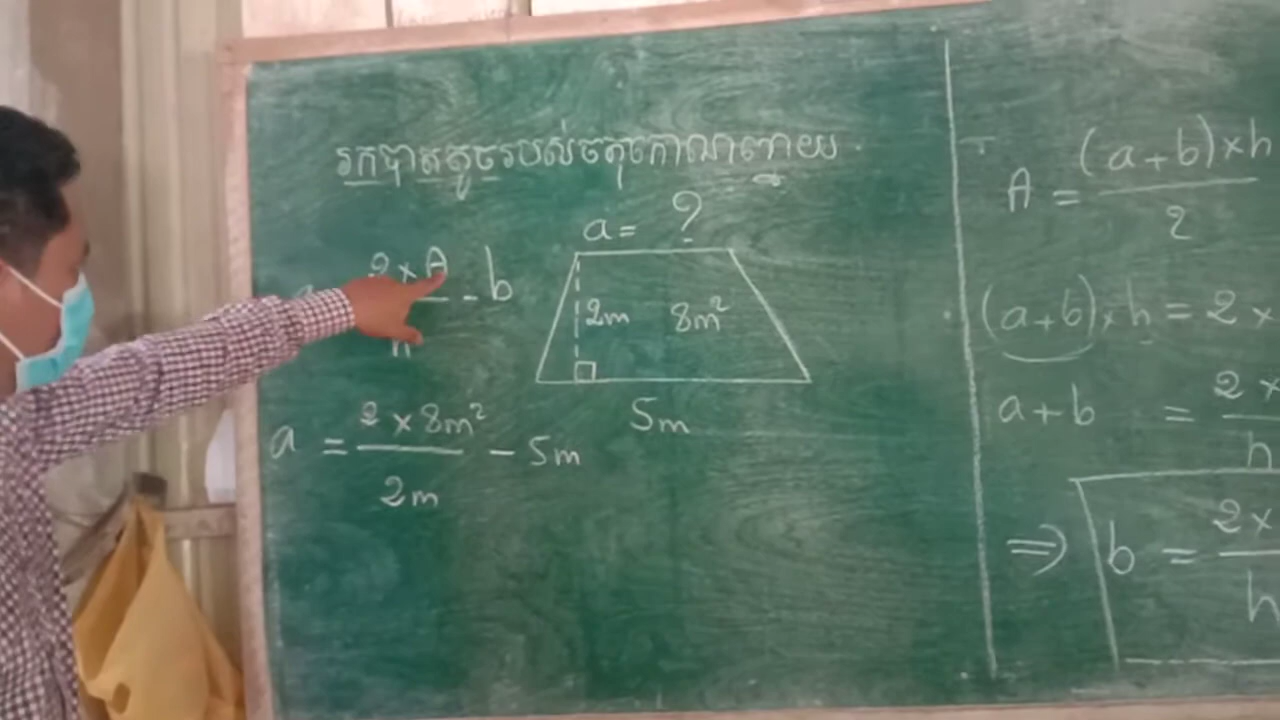 រកបាតតូចរបស់ចតុកោណព្នាយ
a = ?
2 × A - b
2m 8m²
5m
a = 2 × 8m² / 2m - 5m
A = (a+b)×h / 2
(a+b)×h = 2 ×
a+b = 2 × / h
⇒ b = 2 × / h